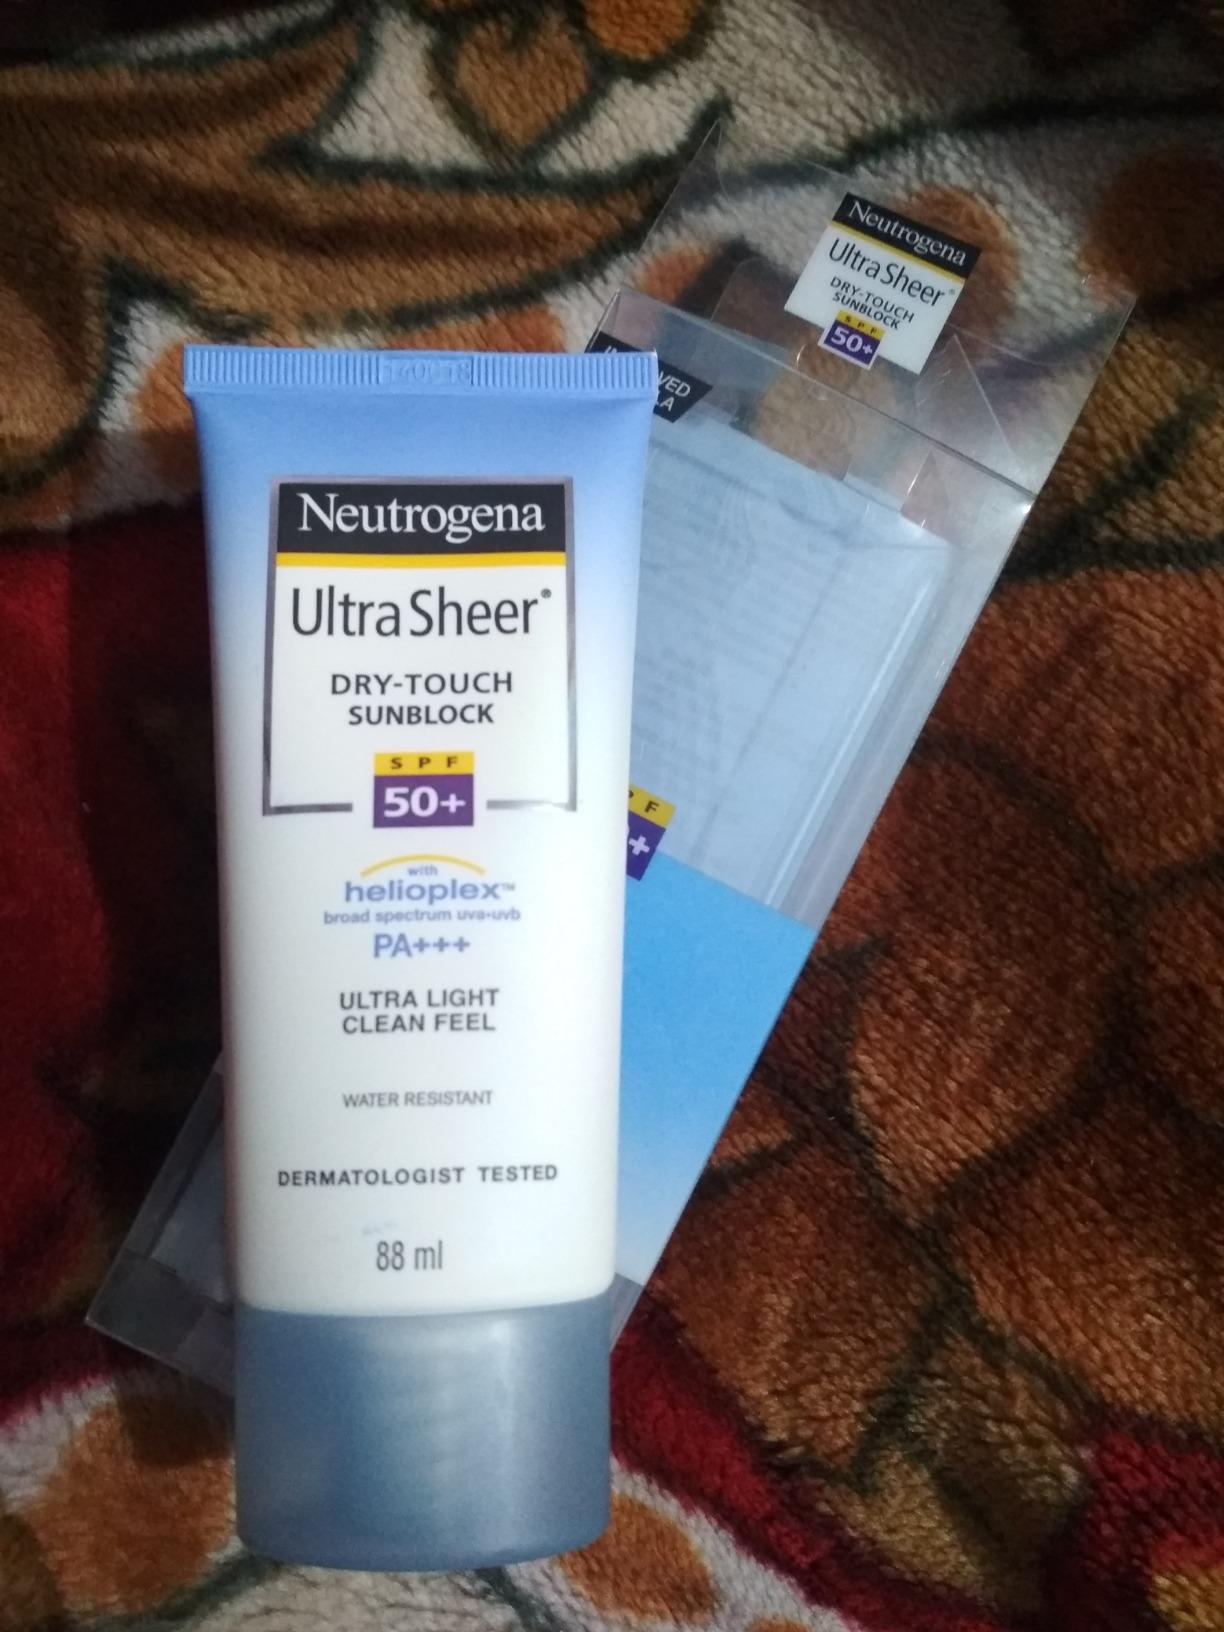 Neutrogena
Ultra Sheer®
DRY-TOUCH
SUNBLOCK
SPF
50+
with
helioplex™
broad spectrum uva•uvb
PA+++
ULTRA LIGHT
CLEAN FEEL
WATER RESISTANT
DERMATOLOGIST TESTED
88 ml
Neutrogena
Ultra Sheer®
DRY-TOUCH
SUNBLOCK
SPF
50+